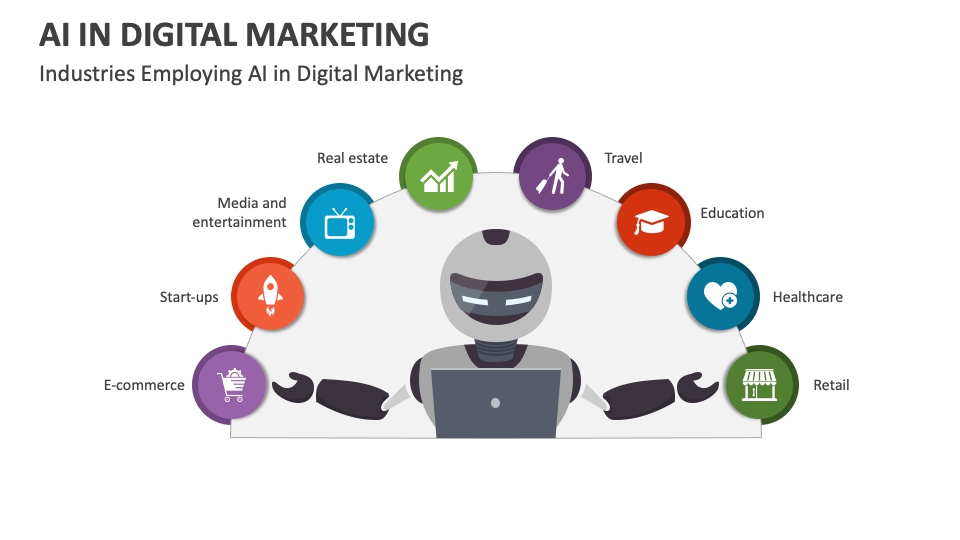 AI IN DIGITAL MARKETING
Industries Employing AI in Digital Marketing
Real estate
Travel
Media and
entertainment
Education
Start-ups
Healthcare
E-commerce
Retail